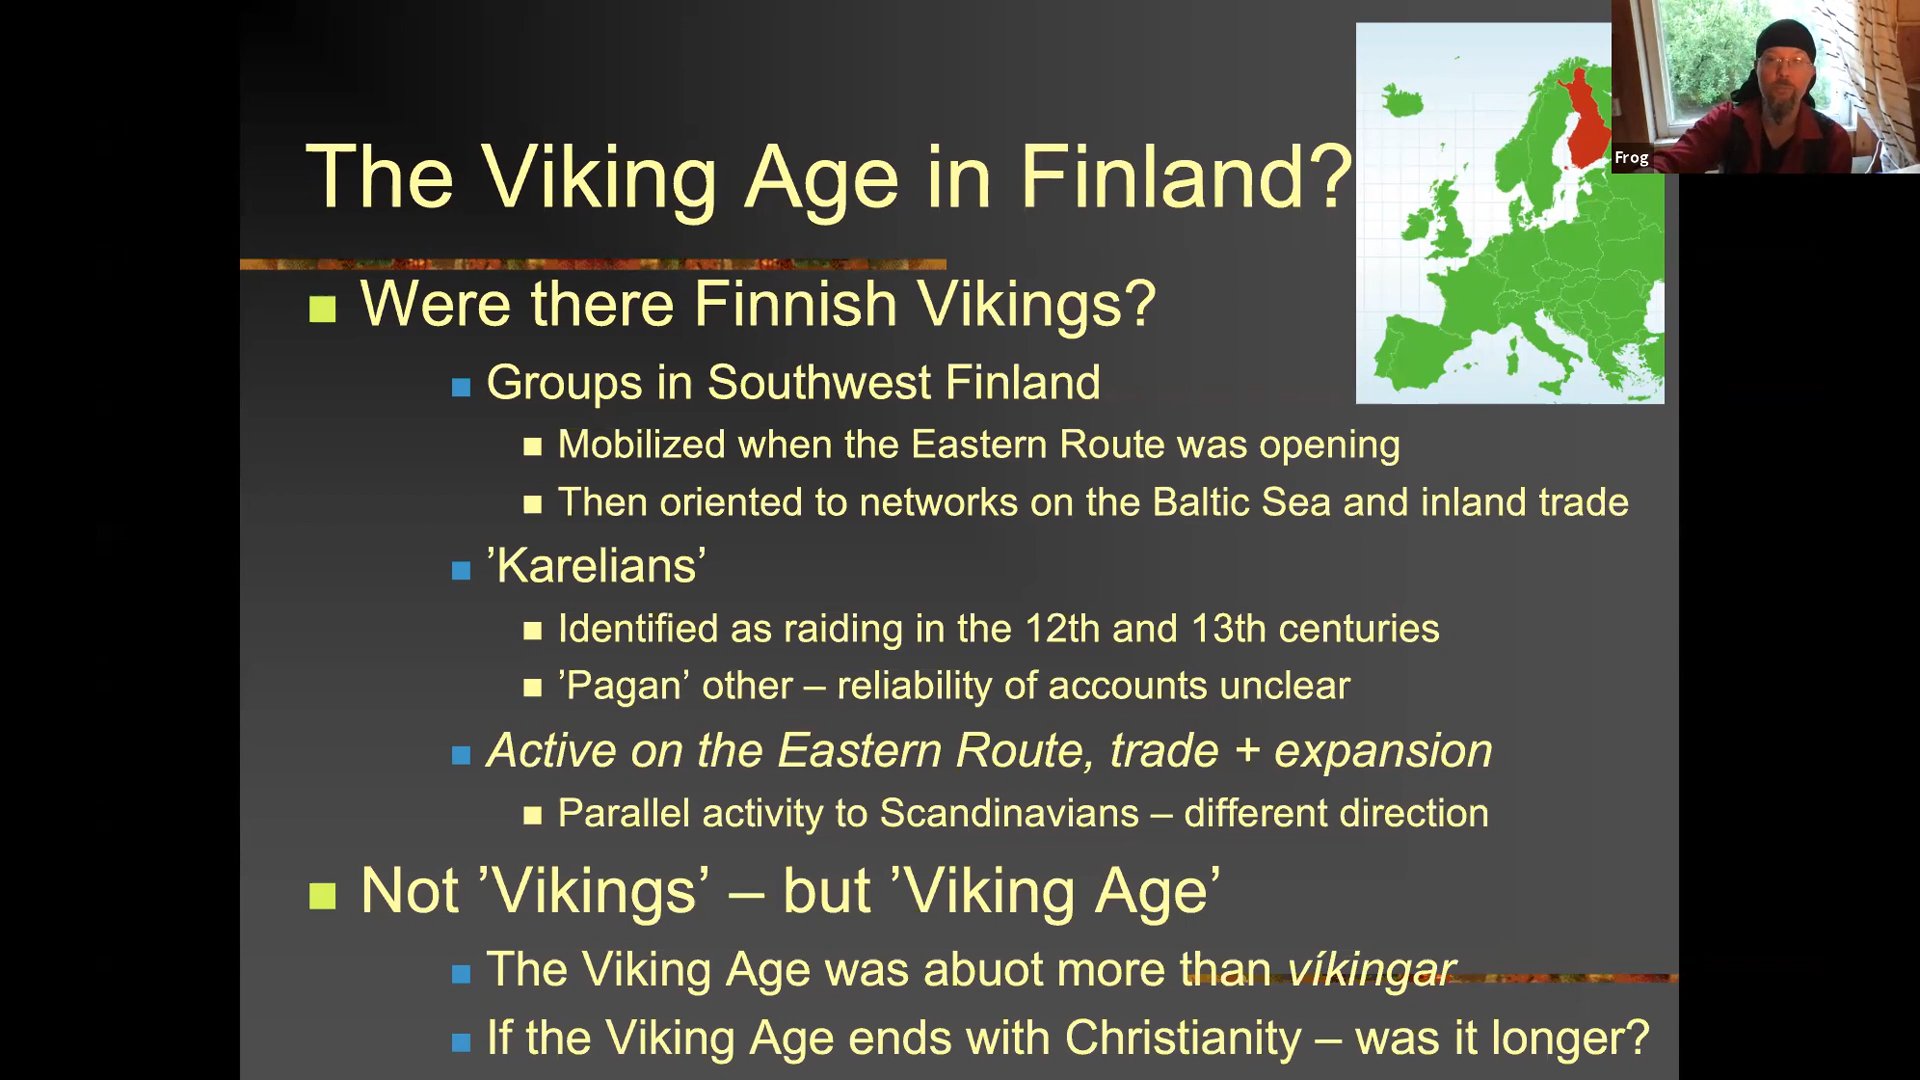 The Viking Age in Finland?
Frog
Were there Finnish Vikings?
Groups in Southwest Finland
Mobilized when the Eastern Route was opening
Then oriented to networks on the Baltic Sea and inland trade
’Karelians’
Identified as raiding in the 12th and 13th centuries
’Pagan’ other – reliability of accounts unclear
Active on the Eastern Route, trade + expansion
Parallel activity to Scandinavians – different direction
Not ’Vikings’ – but ’Viking Age’
The Viking Age was abuot more than víkingar
If the Viking Age ends with Christianity – was it longer?